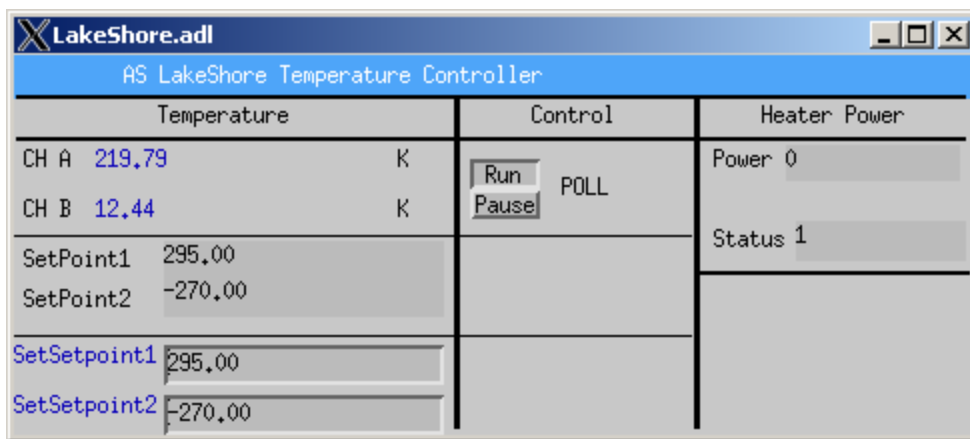 LakeShore.adl
AS LakeShore Temperature Controller
Temperature Control Heater Power
CH A 219.79 K
CH B 12.44 K
Run
Pause
POLL
Power 0
Status 1
SetPoint1 295.00
SetPoint2 -270.00
SetSetpoint1 295.00
SetSetpoint2 -270.00